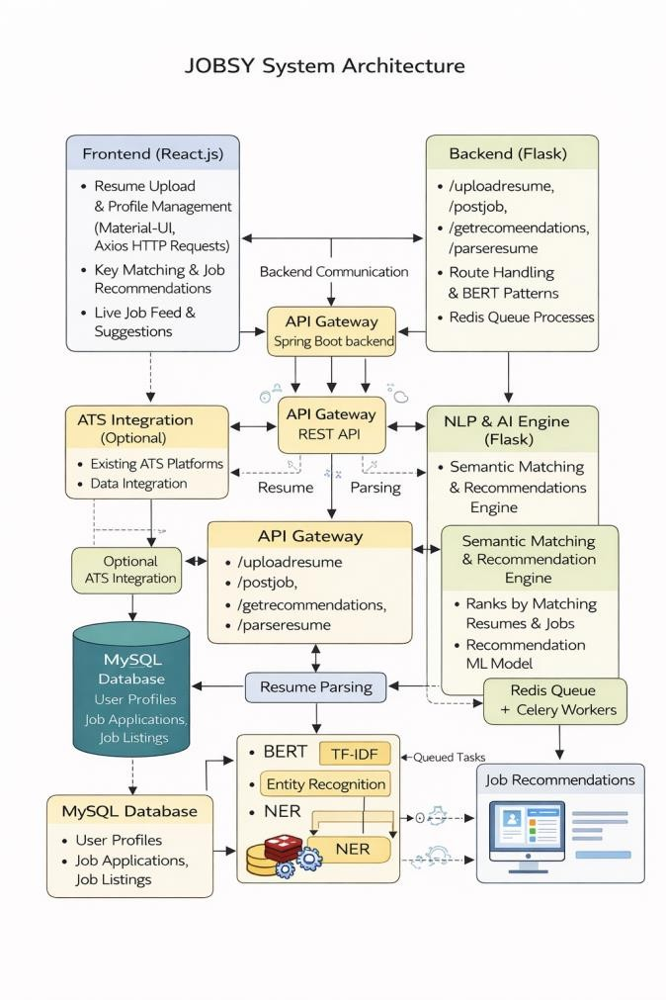 JOBSY System Architecture
Frontend (React.js)
• Resume Upload
& Profile Management
(Material-UI,
Axios HTTP Requests)
• Key Matching & Job
Recommendations
• Live Job Feed &
Suggestions
Backend (Flask)
• /uploadresume,
/postjob,
• /getrecomeendations,
/parseresume
• Route Handling
& BERT Patterns
• Redis Queue Processes
Backend Communication
API Gateway
Spring Boot backend
ATS Integration
(Optional)
• Existing ATS Platforms
• Data Integration
API Gateway
REST API
NLP & AI Engine
(Flask)
• Semantic Matching
& Recommendations
Engine
Resume
Parsing
Optional
ATS Integration
API Gateway
• /uploadresume
• /postjob,
• /getrecommendations,
• /parseresume
Semantic Matching
& Recommendation
Engine
• Ranks by Matching
Resumes & Jobs
• Recommendation
ML Model
MySQL
Database
User Profiles
Job Applications,
Job Listings
Resume Parsing
Redis Queue
+ Celery Workers
• BERT
TF-IDF
Queued Tasks
• Entity Recognition
• NER
NER
Job Recommendations
MySQL Database
• User Profiles
• Job Applications,
Job Listings